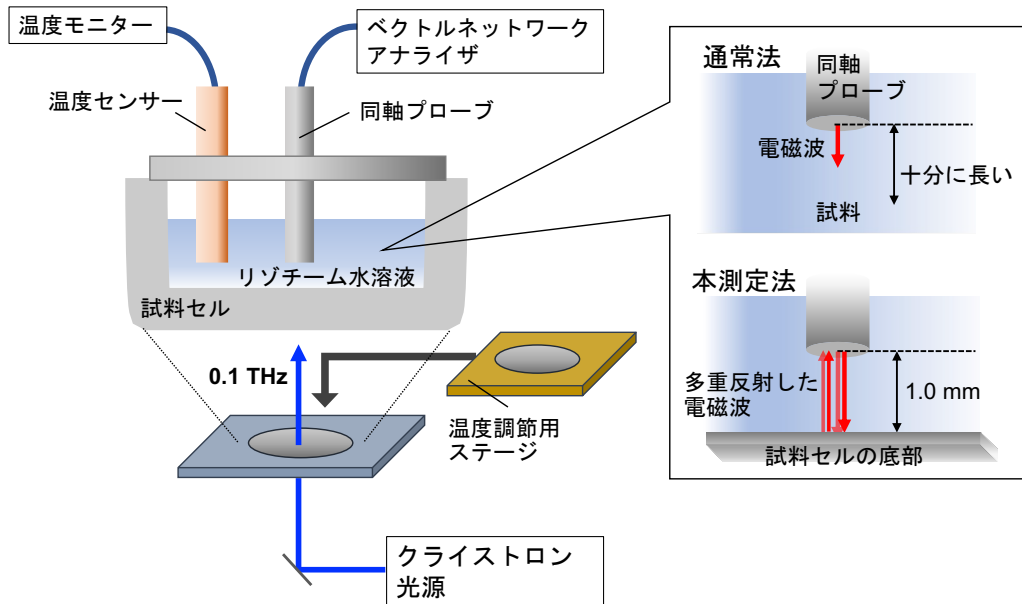 温度モニター
ベクトルネットワーク
アナライザ
温度センサー
同軸プローブ
リゾチーム水溶液
試料セル
0.1 THz
温度調節用
ステージ
クライストロン
光源
通常法
同軸
プローブ
電磁波
十分に長い
試料
本測定法
多重反射した
電磁波
1.0 mm
試料セルの底部